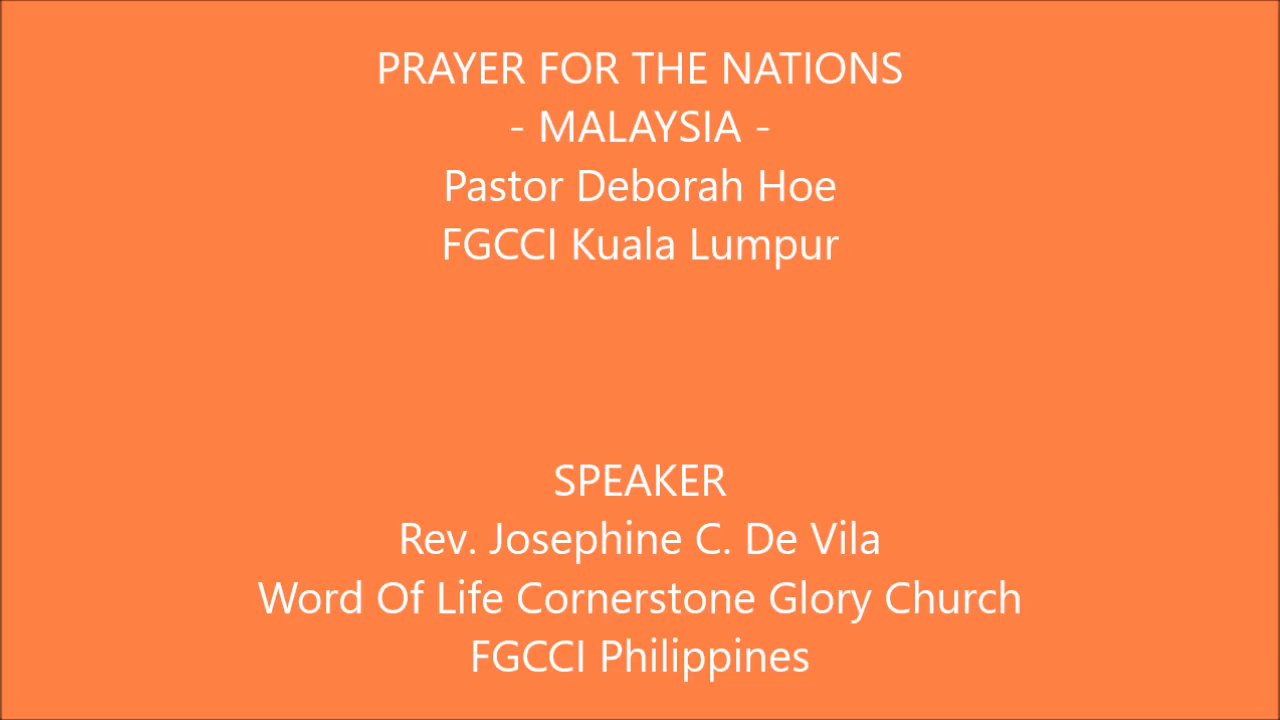 PRAYER FOR THE NATIONS
- MALAYSIA -
Pastor Deborah Hoe
FGCCI Kuala Lumpur
SPEAKER
Rev. Josephine C. De Vila
Word Of Life Cornerstone Glory Church
FGCCI Philippines